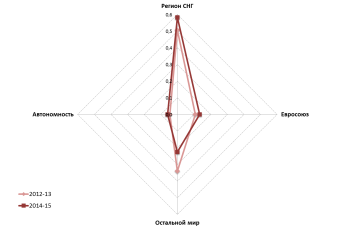 Регион СНГ
0,6
0,5
0,4
0,3
0,2
0,1
0
Автономность
Евросоюз
2012-13
2014-15
Остальной мир